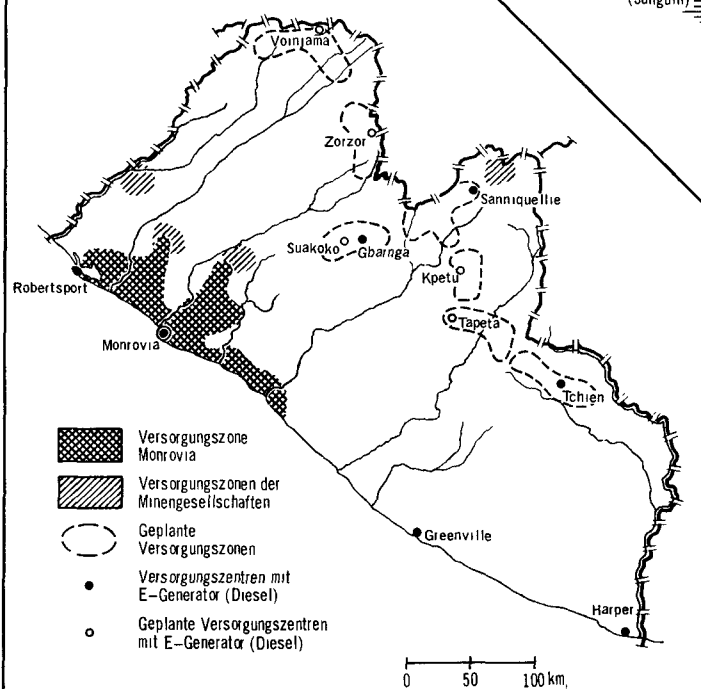 (Sanguin)
Voinjama
Zorzor
Sanniquellie
Suakoko
Gbarnga
Kpetu
Robertsport
Tapeta
Monrovia
Tchien
Versorgungszone
Monrovia
Versorgungszonen der
Minengesellschaften
Geplante
Versorgungszonen
Greenville
Versorgungszentren mit
E-Generator (Diesel)
Harper
Geplante Versorgungszentren
mit E-Generator (Diesel)
0 50 100 km,